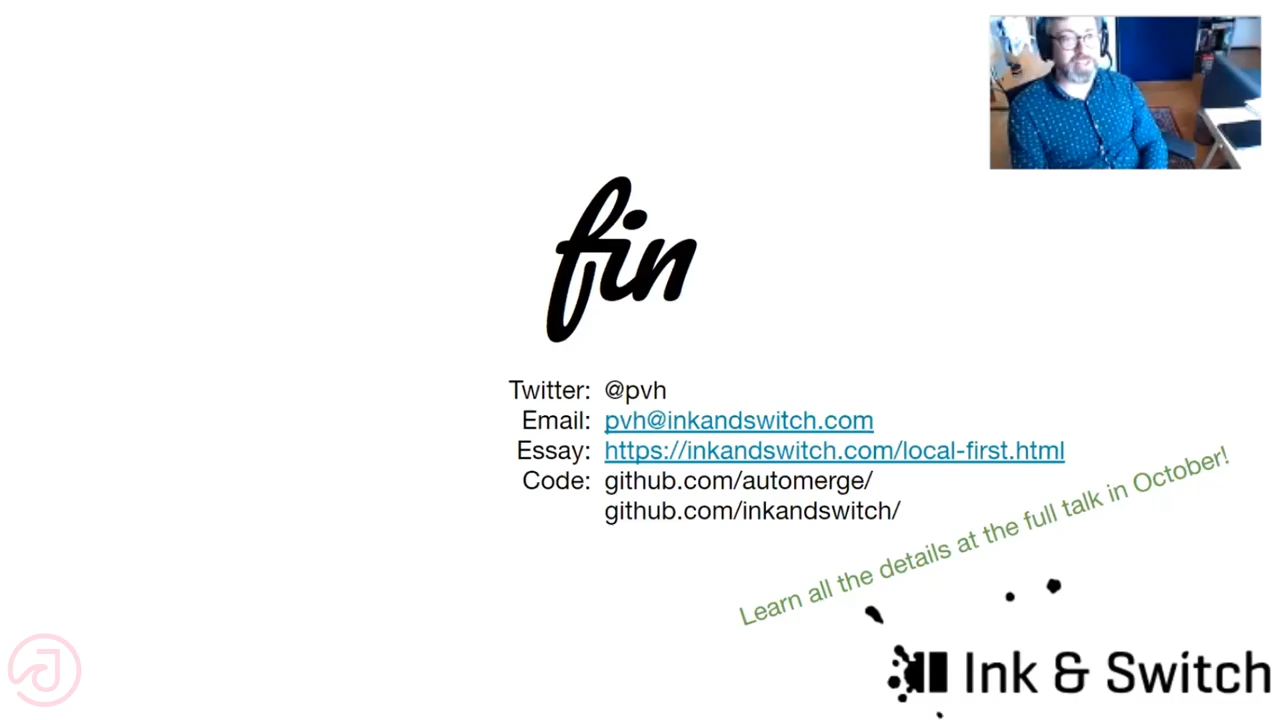 fin
Twitter: @pvh
Email: pvh@inkandswitch.com
Essay: https://inkandswitch.com/local-first.html
Code: github.com/automerge/
github.com/inkandswitch/
Learn all the details at the full talk in October!
Ink & Switch
J